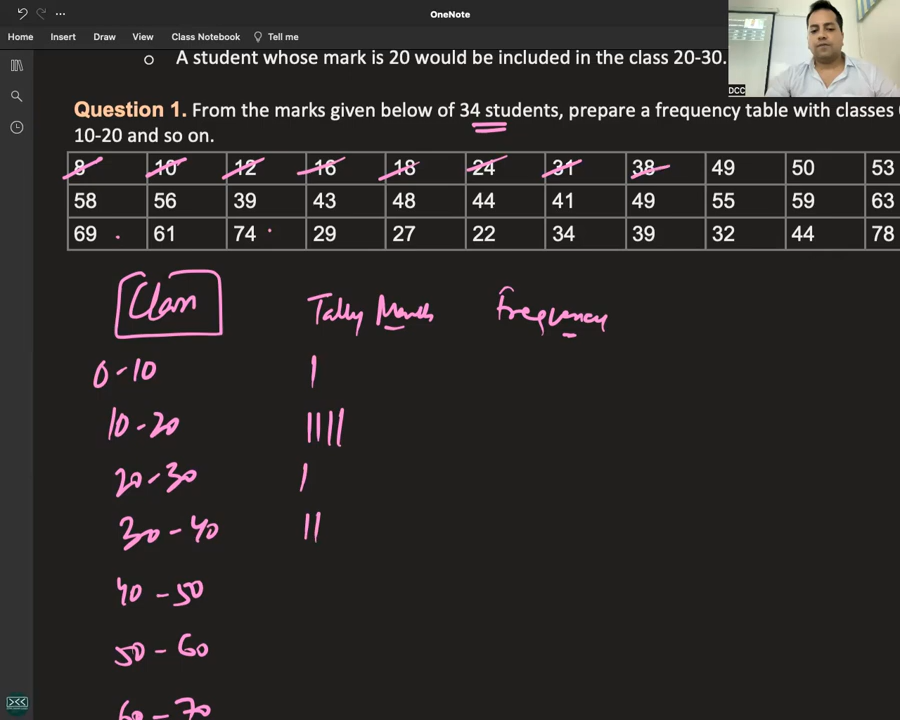 OneNote
Home Insert Draw View Class Notebook Tell me
A student whose mark is 20 would be included in the class 20-30.
DCC
Question 1. From the marks given below of 34 students, prepare a frequency table with classes
10-20 and so on.
8 10 12 16 18 24 31 38 49 50 53
58 56 39 43 48 44 41 49 55 59 63
69 61 74 29 27 22 34 39 32 44 78
Class Tally Marks Frequency
0-10 |
10-20 ||||
20-30 |
30-40 ||
40-50
50-60
60-70